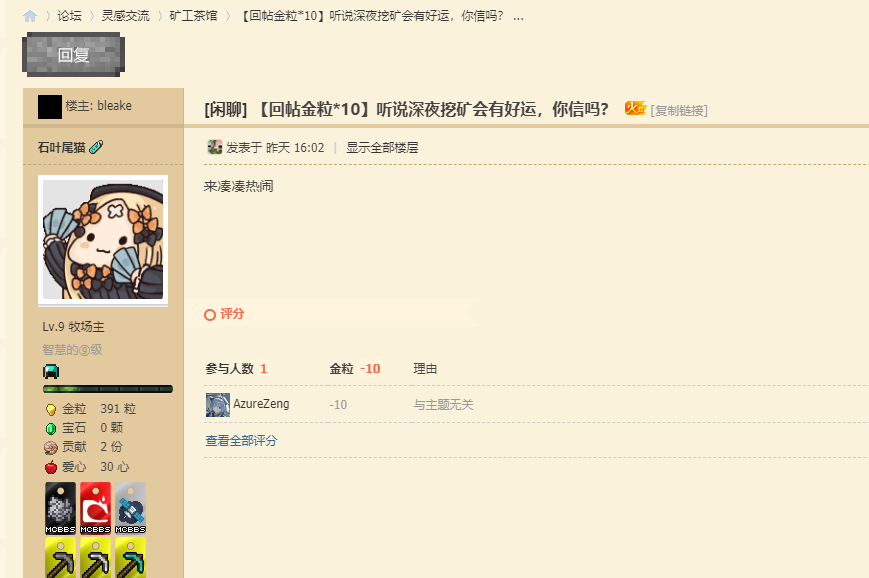 论坛 〉 灵感交流 〉 矿工茶馆 〉 【回帖金粒*10】听说深夜挖矿会有好运，你信吗? ...
回复
楼主: bleake
[闲聊] 【回帖金粒*10】听说深夜挖矿会有好运，你信吗? 火 [复制链接]
石叶尾猫
发表于 昨天 16:02 | 显示全部楼层
来凑凑热闹
Lv.9 牧场主
智慧的⑨级
金粒 391 粒
宝石 0 颗
贡献 2 份
爱心 30 心
MCBBS MCBBS MCBBS
评分
参与人数 1 金粒 -10 理由
AzureZeng -10 与主题无关
查看全部评分